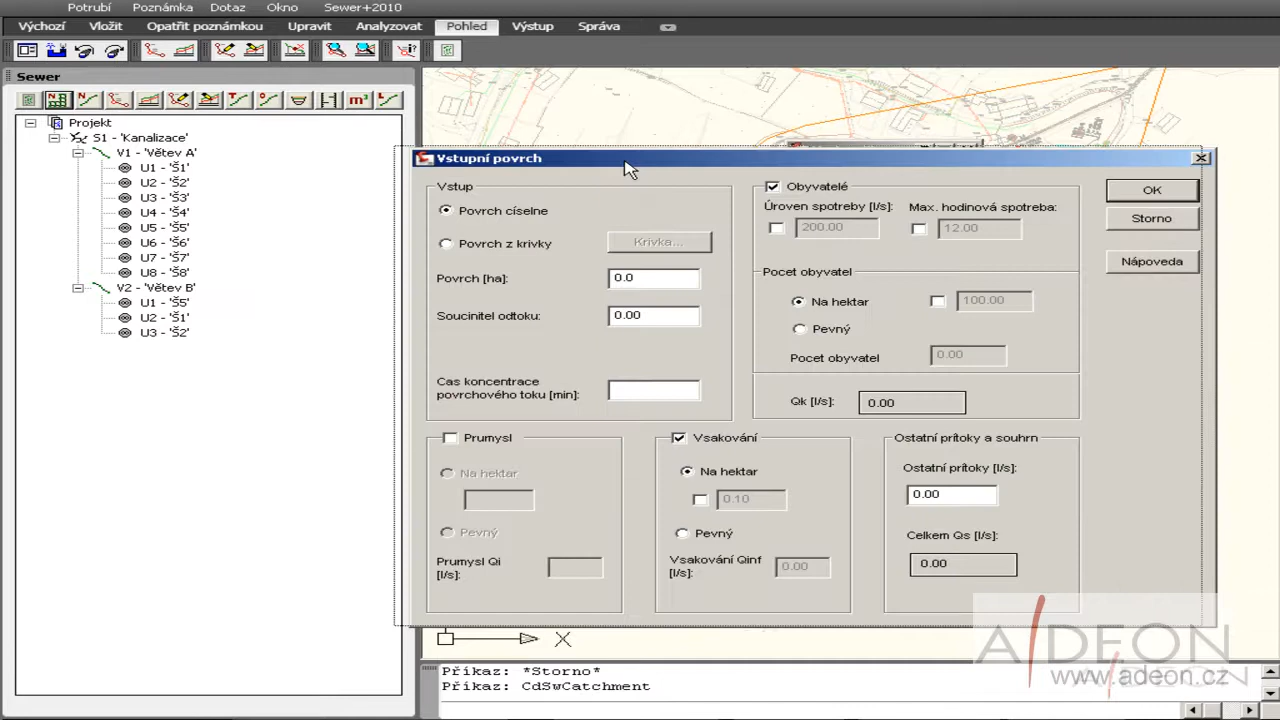 Potrubí Poznámka Dotaz Okno Sewer+2010
Výchozí Vložit Opatřit poznámkou Upravit Analyzovat Pohled Výstup Správa
Sewer
Projekt
S1 - 'Kanalizace'
V1 - 'Větev A'
U1 - 'Š1'
U2 - 'Š2'
U3 - 'Š3'
U4 - 'Š4'
U5 - 'Š5'
U6 - 'Š6'
U7 - 'Š7'
U8 - 'Š8'
V2 - 'Větev B'
U1 - 'Š5'
U2 - 'Š1'
U3 - 'Š2'
Vstupní povrch
Vstup
Povrch císelne
Povrch z krivky
Krivka...
Povrch [ha]:
0.0
Soucinitel odtoku:
0.00
Cas koncentrace
povrchového toku [min]:
Obyvatelé
Úroven spotreby [l/s]:
Max. hodinová spotreba:
200.00
12.00
Pocet obyvatel
Na hektar
100.00
Pevný
Pocet obyvatel
0.00
Qk [l/s]:
0.00
OK
Storno
Nápoveda
Prumysl
Na hektar
Pevný
Prumysl Qi
[l/s]:
Vsakování
Na hektar
0.10
Pevný
Vsakování Qinf
[l/s]:
0.00
Ostatní prítoky a souhrn
Ostatní prítoky [l/s]:
0.00
Celkem Qs [l/s]:
0.00
Příkaz: *Storno*
Příkaz: CdSwCatchment
ADEON
www.adeon.cz